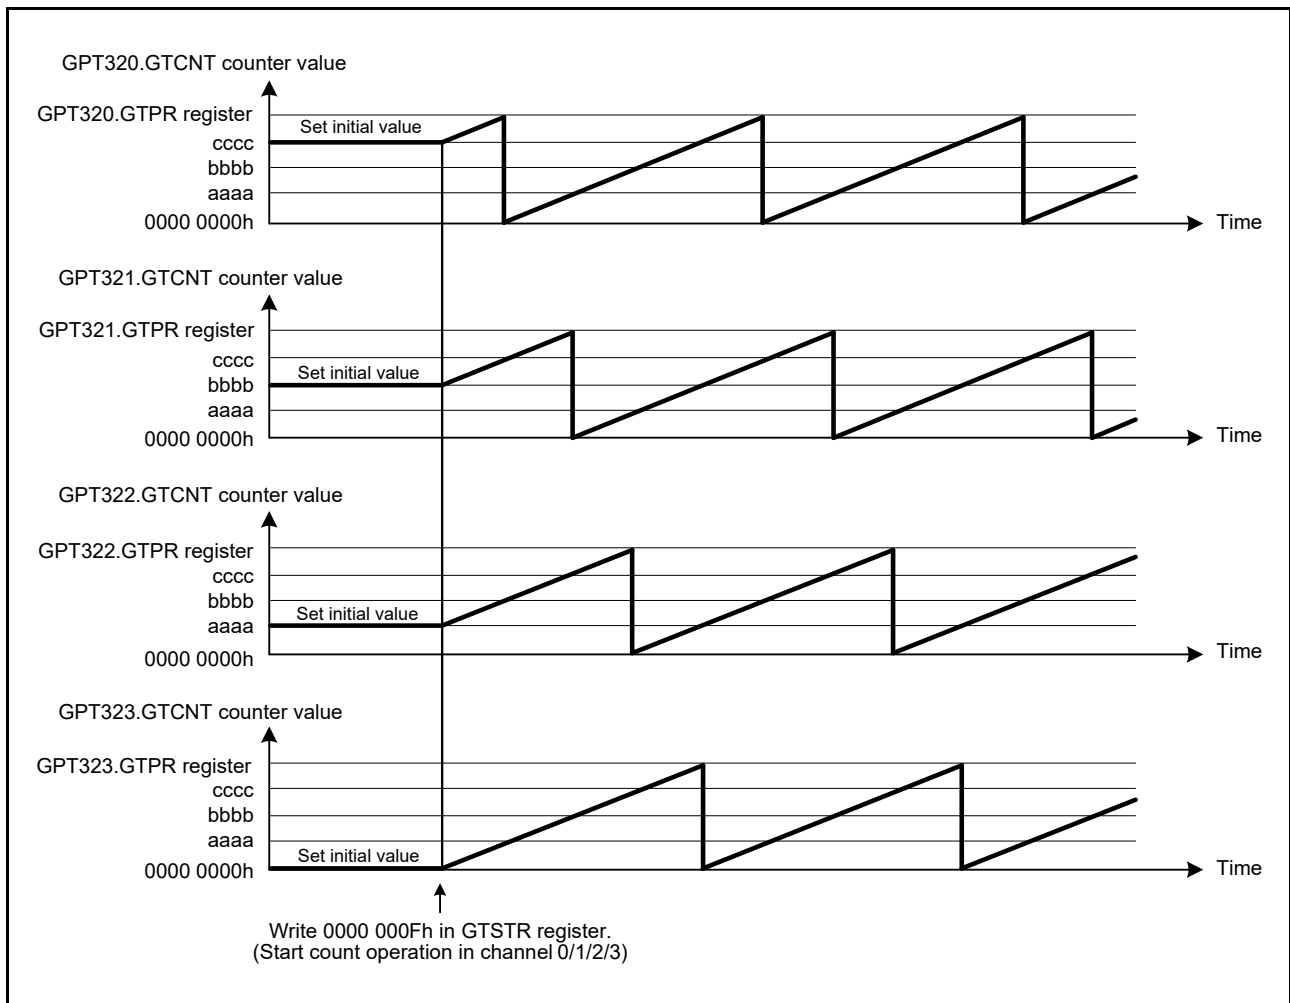 GPT320.GTCNT counter value
GPT320.GTPR register
Set initial value
cccc
bbbb
aaaa
0000 0000h
Time
GPT321.GTCNT counter value
GPT321.GTPR register
cccc
Set initial value
bbbb
aaaa
0000 0000h
Time
GPT322.GTCNT counter value
GPT322.GTPR register
cccc
bbbb
Set initial value
aaaa
0000 0000h
Time
GPT323.GTCNT counter value
GPT323.GTPR register
cccc
bbbb
aaaa
Set initial value
0000 0000h
Time
Write 0000 000Fh in GTSTR register.
(Start count operation in channel 0/1/2/3)